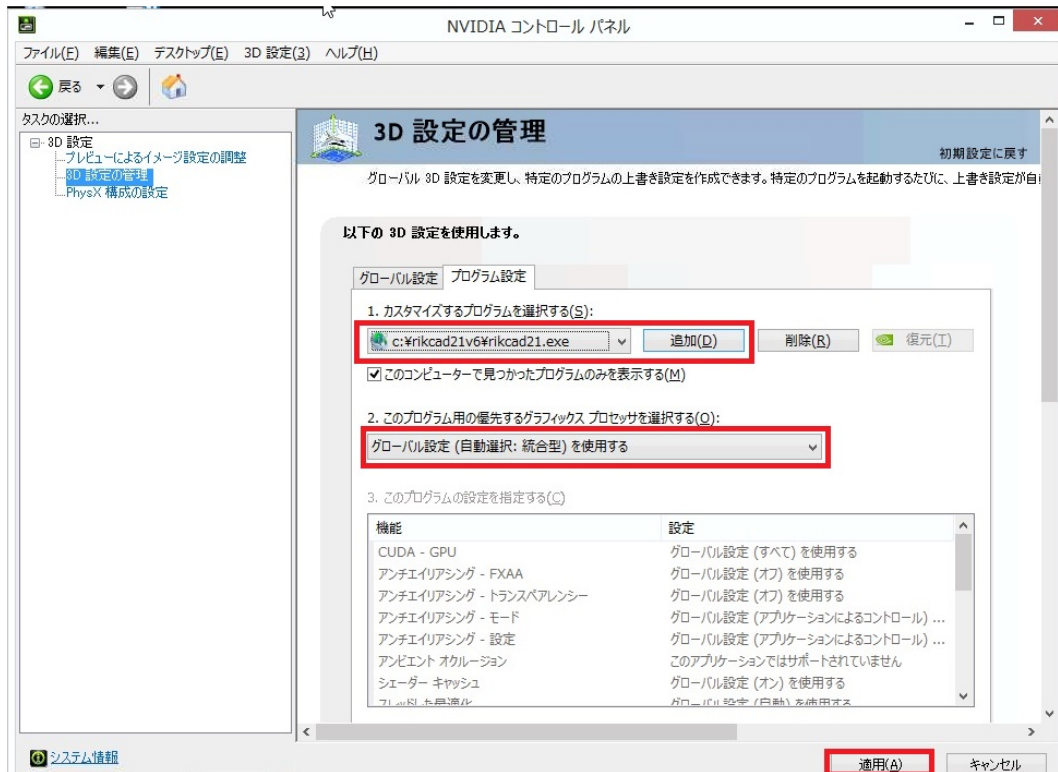 NVIDIA コントロール パネル
ファイル(F) 編集(E) デスクトップ(E) 3D 設定(3) ヘルプ(H)
戻る
タスクの選択...
3D 設定
プレビューによるイメージ設定の調整
3D 設定の管理
PhysX 構成の設定
3D 設定の管理
初期設定に戻す
グローバル 3D 設定を変更し、特定のプログラムの上書き設定を作成できます。特定のプログラムを起動するたびに、上書き設定が自
以下の 3D 設定を使用します。
グローバル設定 プログラム設定
1. カスタマイズするプログラムを選択する(S):
c:¥rikcad21v6¥rikcad21.exe 追加(D) 削除(R) 復元(T)
このコンピューターで見つかったプログラムのみを表示する(M)
2. このプログラム用の優先するグラフィックス プロセッサを選択する(O):
グローバル設定 (自動選択: 統合型) を使用する
3. このプログラムの設定を指定する(C)
機能 設定
CUDA - GPU グローバル設定 (すべて) を使用する
アンチエイリアシング - FXAA グローバル設定 (オフ) を使用する
アンチエイリアシング - トランスペアレンシー グローバル設定 (オフ) を使用する
アンチエイリアシング - モード グローバル設定 (アプリケーションによるコントロール) ...
アンチエイリアシング - 設定 グローバル設定 (アプリケーションによるコントロール) ...
アンビエント オクルージョン このアプリケーションではサポートされていません
シェーダー キャッシュ グローバル設定 (オン) を使用する
スレッドした最適化 グローバル設定 (自動) を使用する
システム情報
適用(A) キャンセル